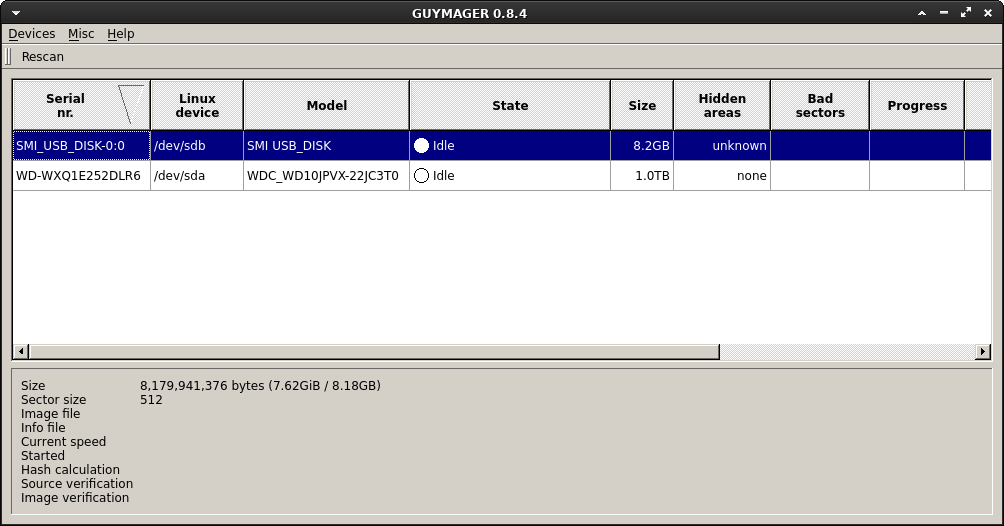 GUYMAGER 0.8.4
Devices Misc Help
Rescan
Serial nr. Linux device Model State Size Hidden areas Bad sectors Progress
SMI_USB_DISK-0:0 /dev/sdb SMI USB_DISK Idle 8.2GB unknown
WD-WXQ1E252DLR6 /dev/sda WDC_WD10JPVX-22JC3T0 Idle 1.0TB none
Size 8,179,941,376 bytes (7.62GiB / 8.18GB)
Sector size 512
Image file
Info file
Current speed
Started
Hash calculation
Source verification
Image verification